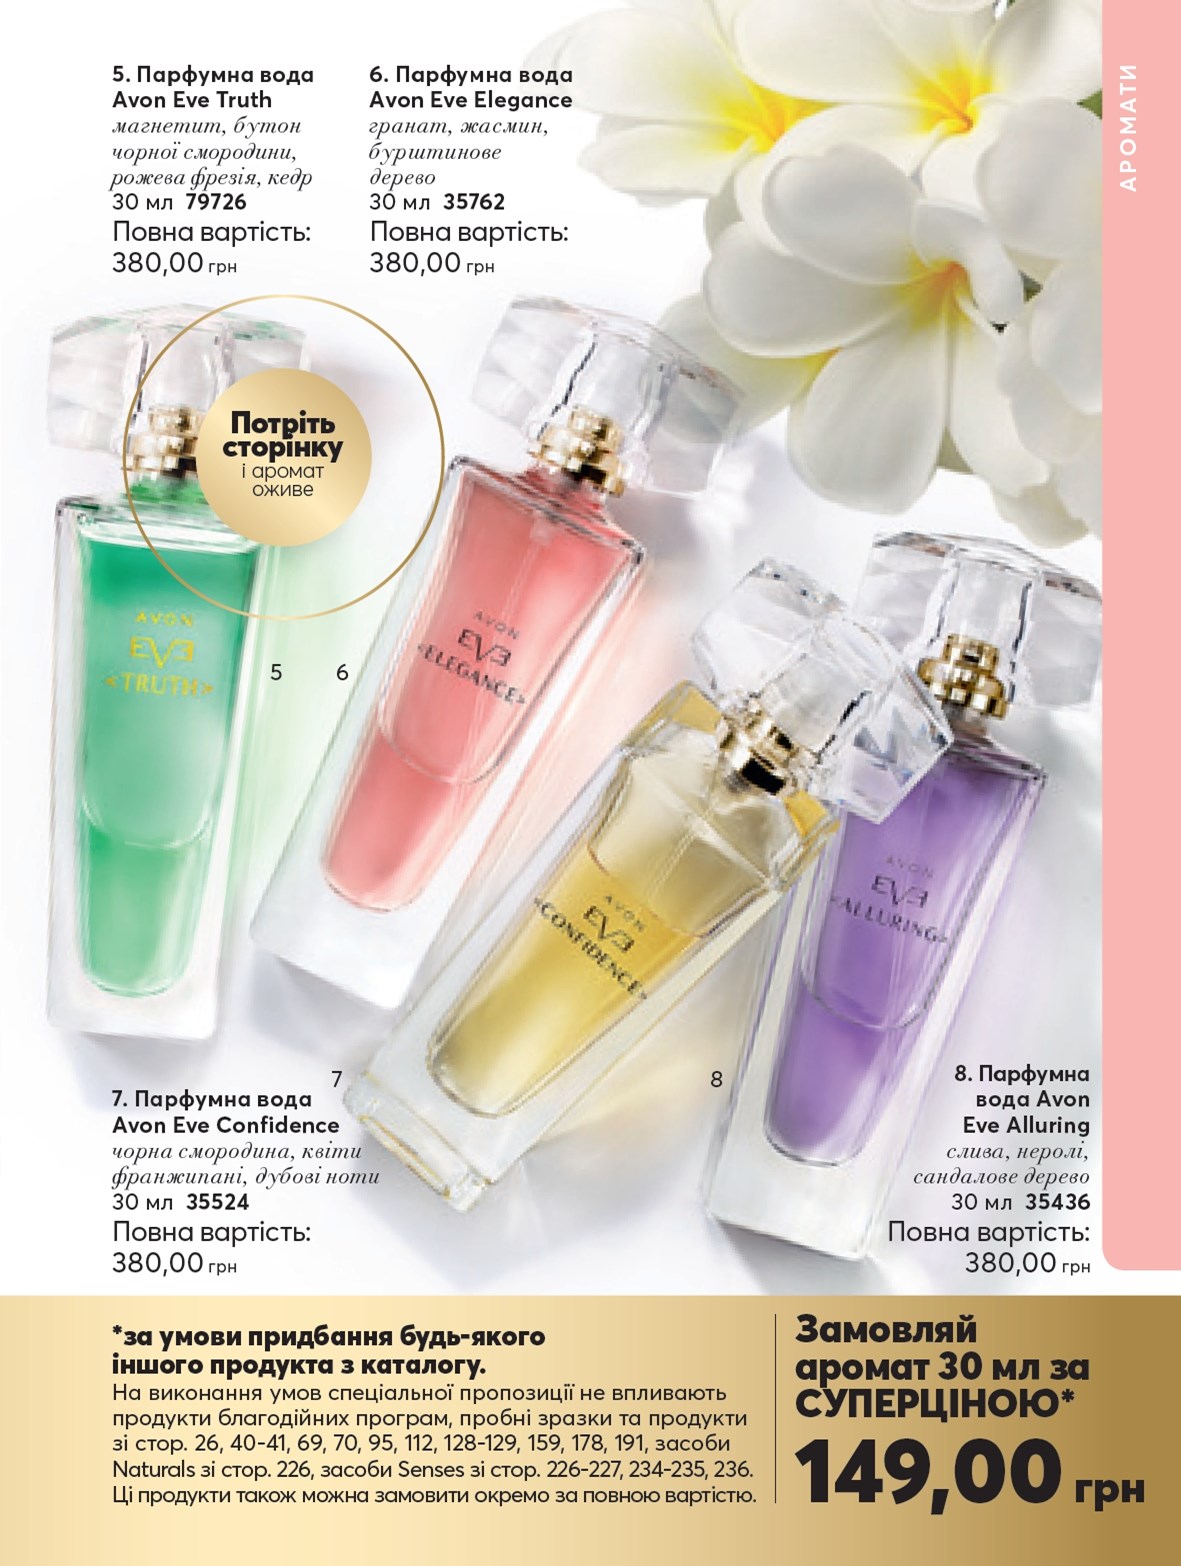 АРОМАТИ
5. Парфумна вода
Avon Eve Truth
магнетит, бутон
чорної смородини,
рожева фрезія, кедр
30 мл 79726
Повна вартість:
380,00 грн
6. Парфумна вода
Avon Eve Elegance
гранат, жасмин,
бурштинове
дерево
30 мл 35762
Повна вартість:
380,00 грн
Потріть
сторінку
і аромат
оживе
AVON
EVE
<TRUTH>
5
6
AVON
EVE
<ELEGANCE>
AVON
EVE
<CONFIDENCE>
AVON
EVE
<ALLURING>
7
8
7. Парфумна вода
Avon Eve Confidence
чорна смородина, квіти
франжипані, дубові ноти
30 мл 35524
Повна вартість:
380,00 грн
8. Парфумна
вода Avon
Eve Alluring
слива, неролі,
сандалове дерево
30 мл 35436
Повна вартість:
380,00 грн
*за умови придбання будь-якого
іншого продукта з каталогу.
На виконання умов спеціальної пропозиції не впливають
продукти благодійних програм, пробні зразки та продукти
зі стор. 26, 40-41, 69, 70, 95, 112, 128-129, 159, 178, 191, засоби
Naturals зі стор. 226, засоби Senses зі стор. 226-227, 234-235, 236.
Ці продукти також можна замовити окремо за повною вартістю.
Замовляй
аромат 30 мл за
СУПЕРЦІНОЮ*
149,00 грн